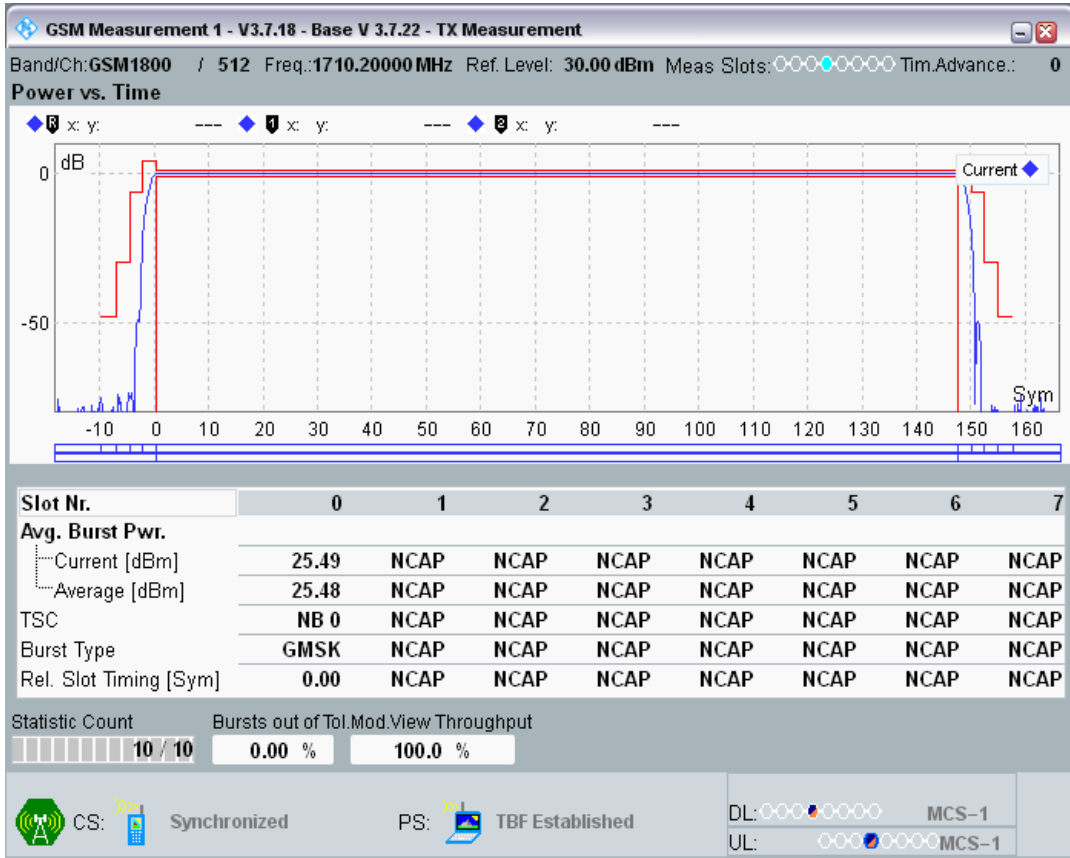 GSM Measurement 1 - V3.7.18 - Base V 3.7.22 - TX Measurement
Band/Ch:GSM1800 / 512 Freq.:1710.20000 MHz Ref. Level: 30.00 dBm Meas Slots: Tim.Advance.: 0
Power vs. Time
R x: y: --- 1 x: y: --- 2 x: y: ---
dB
Current
0
-50
Sym
-10 0 10 20 30 40 50 60 70 80 90 100 110 120 130 140 150 160
Slot Nr. 0 1 2 3 4 5 6 7
Avg. Burst Pwr.
Current [dBm] 25.49 NCAP NCAP NCAP NCAP NCAP NCAP NCAP
Average [dBm] 25.48 NCAP NCAP NCAP NCAP NCAP NCAP NCAP
TSC NB 0 NCAP NCAP NCAP NCAP NCAP NCAP NCAP
Burst Type GMSK NCAP NCAP NCAP NCAP NCAP NCAP NCAP
Rel. Slot Timing [Sym] 0.00 NCAP NCAP NCAP NCAP NCAP NCAP NCAP
Statistic Count Bursts out of Tol.Mod.View Throughput
10 / 10 0.00 % 100.0 %
CS: Synchronized PS: TBF Established DL: MCS-1
UL: MCS-1